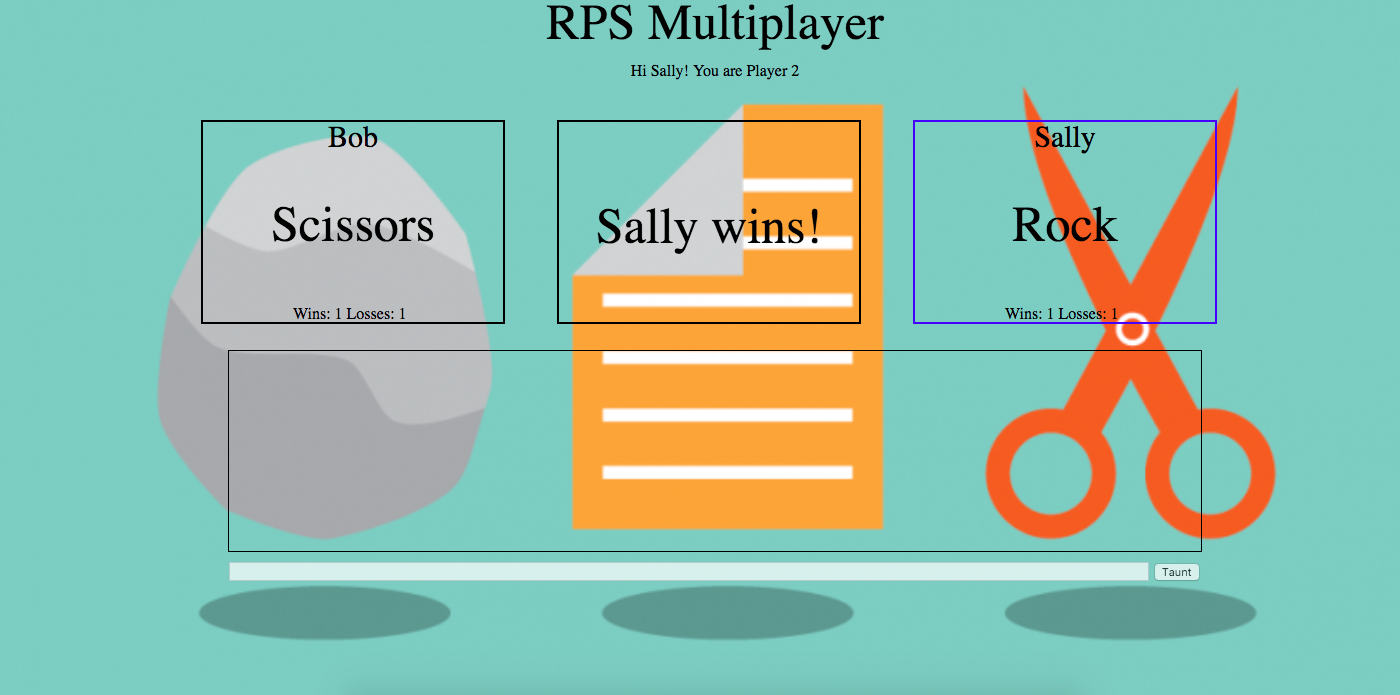 RPS Multiplayer
Hi Sally! You are Player 2
Bob
Scissors
Wins: 1 Losses: 1
Sally wins!
Sally
Rock
Wins: 1 Losses: 1
Taunt